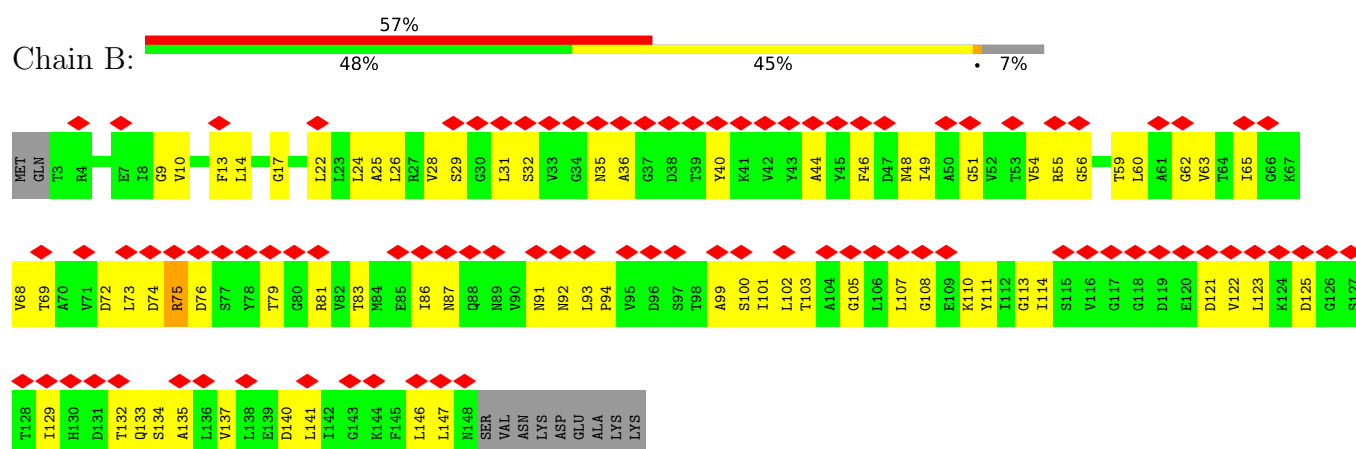 57%
Chain B:
48% 45% • 7%
MET GLN T3 R4 E7 I8 G9 V10 F13 L14 G17 L22 L23 L24 A25 L26 R27 V28 S29 G30 L31 S32 V33 G34 N35 A36 G37 D38 T39 Y40 K41 V42 Y43 A44 Y45 F46 D47 N48 I49 A50 G51 V52 T53 V54 R55 G56 T59 L60 A61 G62 V63 T64 I65 G66 K67
V68 T69 A70 V71 D72 L73 D74 R75 D76 S77 Y78 T79 G80 R81 V82 T83 M84 E85 I86 N87 Q88 N89 V90 N91 N92 L93 P94 V95 D96 S97 T98 A99 S100 I101 L102 T103 A104 G105 L106 L107 G108 E109 K110 Y111 I112 G113 I114 S115 V116 G117 G118 D119 E120 D121 V122 L123 K124 D125 G126 S127
T128 I129 H130 D131 T132 Q133 S134 A135 L136 V137 L138 E139 D140 L141 I142 G143 K144 F145 L146 L147 N148 SER VAL ASN LYS ASP GLU ALA LYS LYS